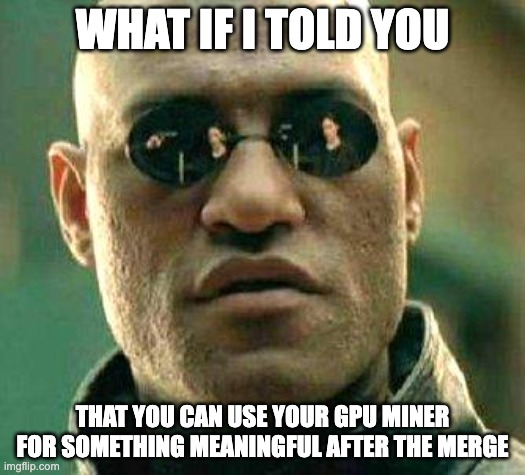 WHAT IF I TOLD YOU
THAT YOU CAN USE YOUR GPU MINER
FOR SOMETHING MEANINGFUL AFTER THE MERGE
imgflip.com